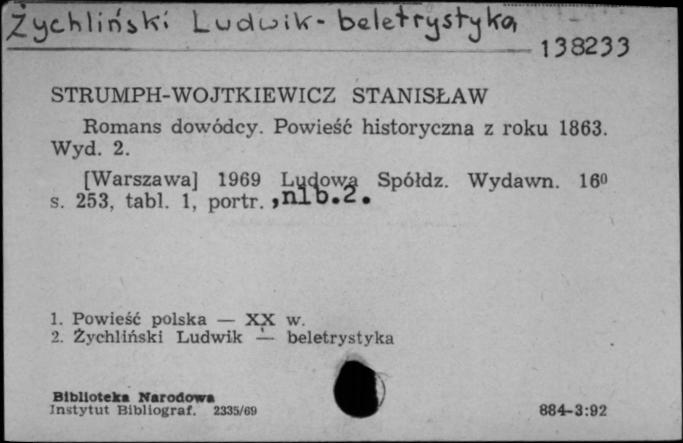 Żychliński Ludwik - beletrystyka
138233
STRUMPH-WOJTKIEWICZ STANISŁAW
Romans dowódcy. Powieść historyczna z roku 1863.
Wyd. 2.
[Warszawa] 1969 Ludowa Spółdz. Wydawn. 16⁰
s. 253, tabl. 1, portr. ,nlb.2.
1. Powieść polska — XX w.
2. Żychliński Ludwik — beletrystyka
Biblioteka Narodowa
Instytut Bibliograf. 2335/69
884-3:92